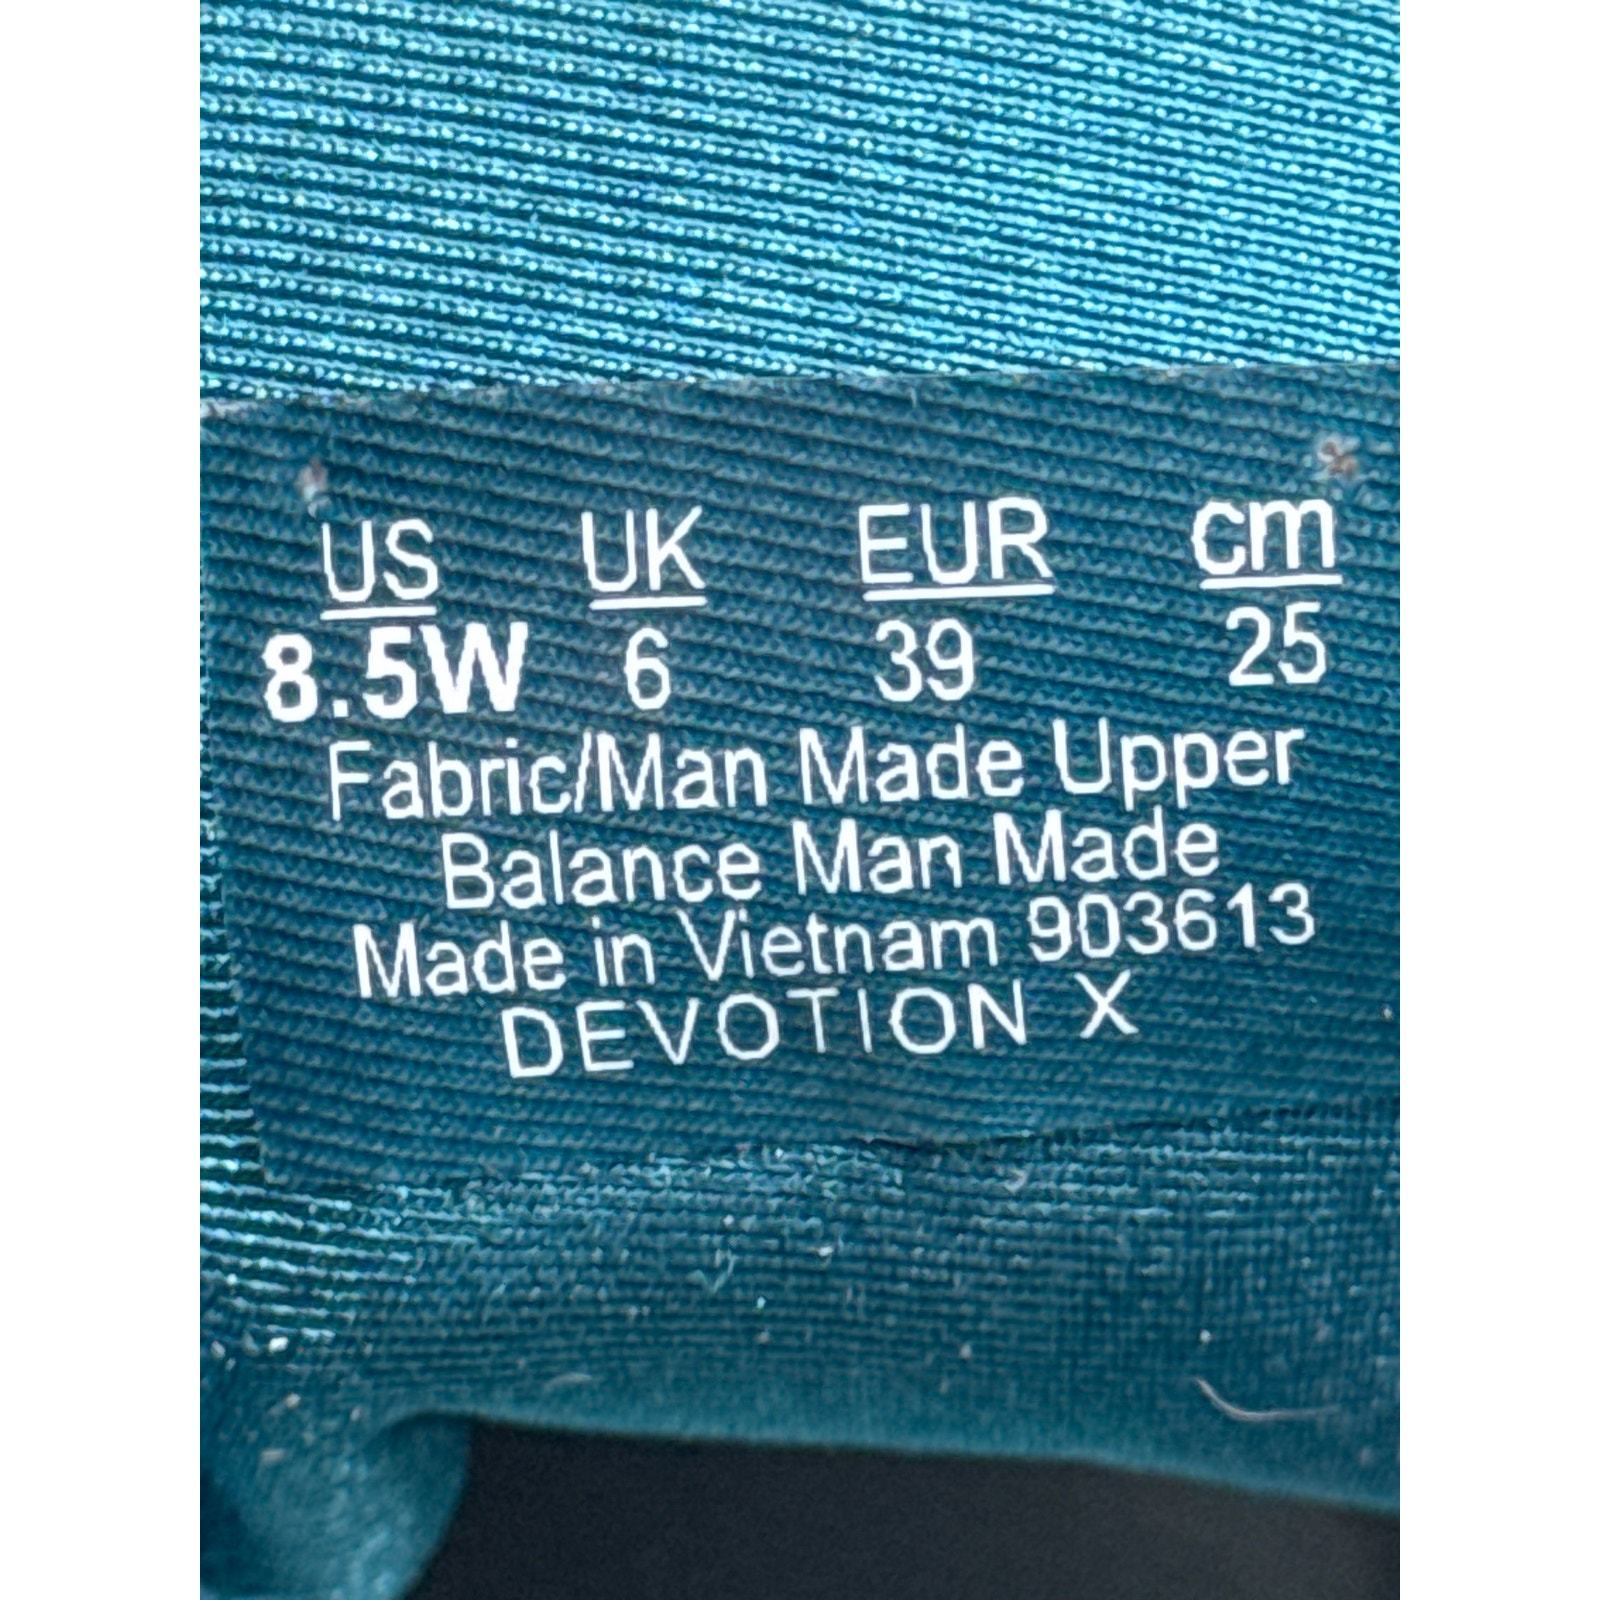 US UK EUR cm
8.5W 6 39 25
Fabric/Man Made Upper
Balance Man Made
Made in Vietnam 903613
DEVOTION X